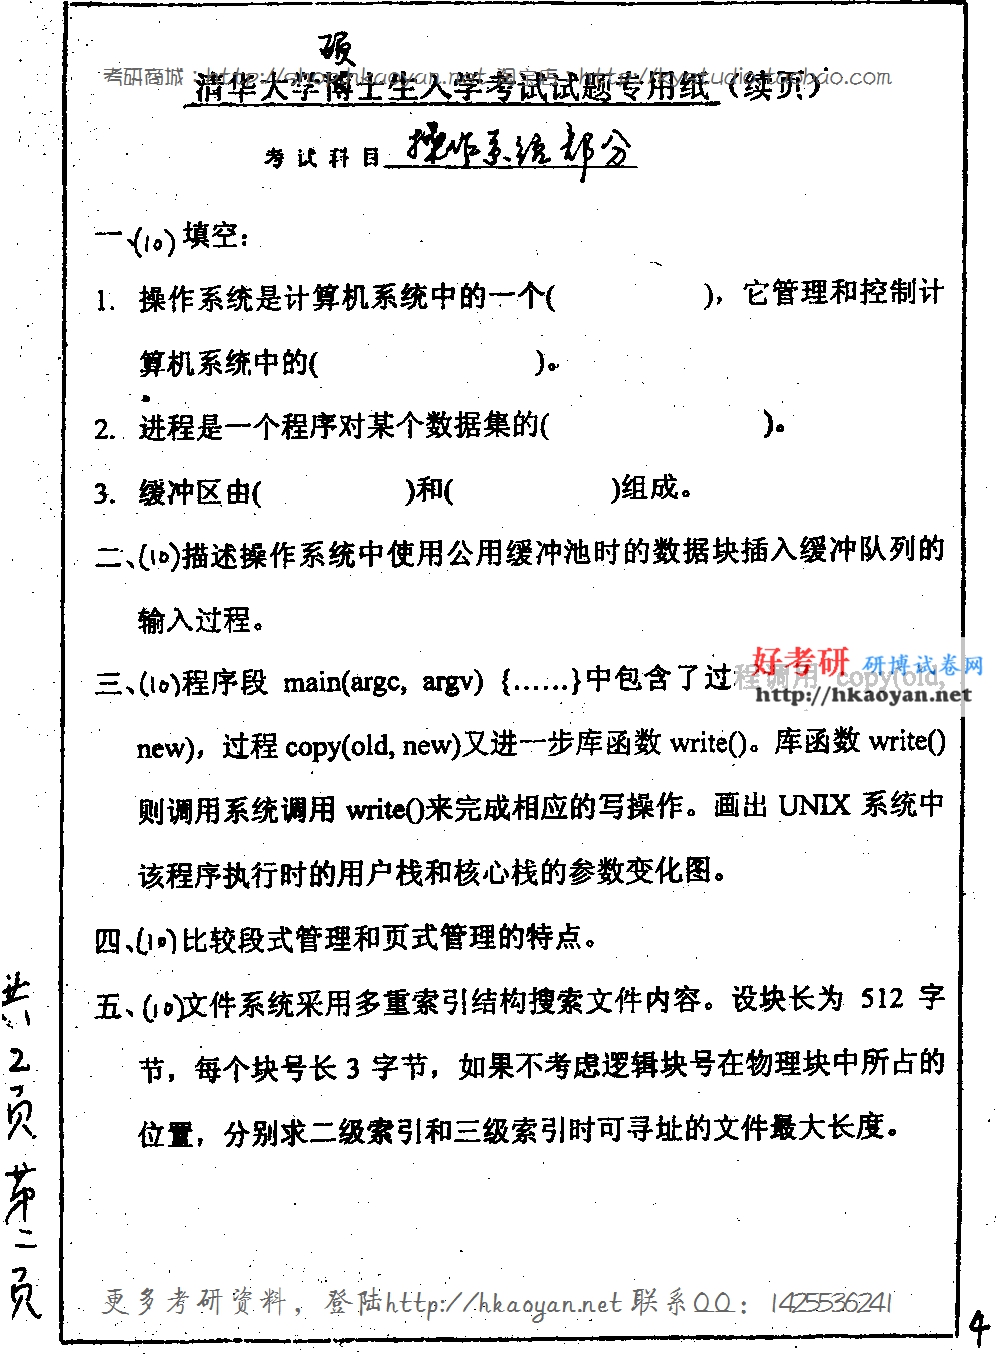 硕
考研商城：http://shop.hkaoyan.net
清华大学博士生入学考试试题专用纸（续页）
考试科目 操作系统部分
一、(10) 填空：
1. 操作系统是计算机系统中的一个( )，它管理和控制计
算机系统中的( )。
2. 进程是一个程序对某个数据集的( )。
3. 缓冲区由( )和( )组成。
二、(10)描述操作系统中使用公用缓冲池时的数据块插入缓冲队列的
输入过程。
三、(10)程序段 main(argc, argv) {……}中包含了过程调用 copy(old,
好考研 研博试卷网
http://hkaoyan.net
new)，过程 copy(old, new)又进一步库函数 write()。库函数 write()
则调用系统调用 write()来完成相应的写操作。画出 UNIX 系统中
该程序执行时的用户栈和核心栈的参数变化图。
四、(10)比较段式管理和页式管理的特点。
五、(10)文件系统采用多重索引结构搜索文件内容。设块长为 512 字
节，每个块号长 3 字节，如果不考虑逻辑块号在物理块中所占的
位置，分别求二级索引和三级索引时可寻址的文件最大长度。
共2页第二页
更多考研资料，登陆http://hkaoyan.net 联系QQ：1425536241
4